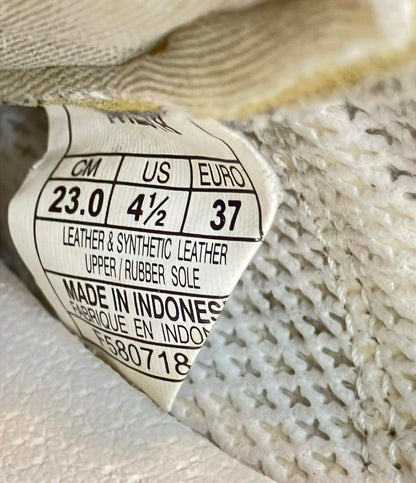 CM US EURO
23.0 4½ 37
LEATHER & SYNTHETIC LEATHER
UPPER / RUBBER SOLE
MADE IN INDONES
FABRIQUE EN INDON
F580718